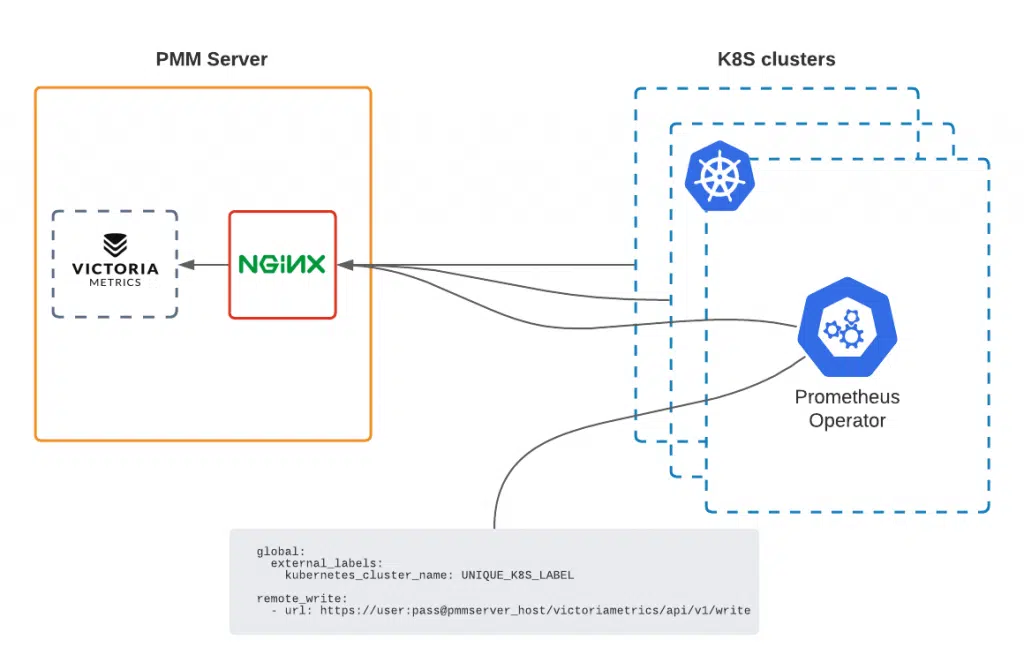 PMM Server
K8S clusters
VICTORIA
METRICS
NGiNX
Prometheus
Operator
global:
  external_labels:
    kubernetes_cluster_name: UNIQUE_K8S_LABEL
remote_write:
  - url: https://user:pass@pmmserver_host/victoriametrics/api/v1/write